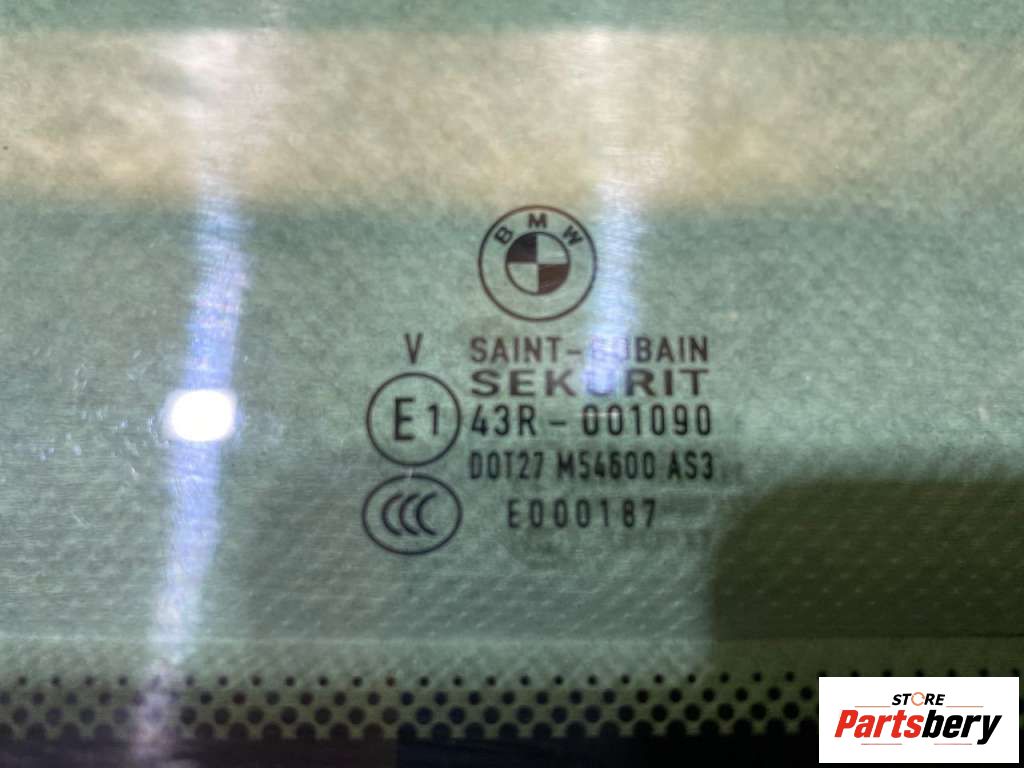 BMW
V
SAINT-GOBAIN
SEKURIT
E1 43R-001090
DOT27 M54600 AS3
CCC E000187
STORE
Partsbery